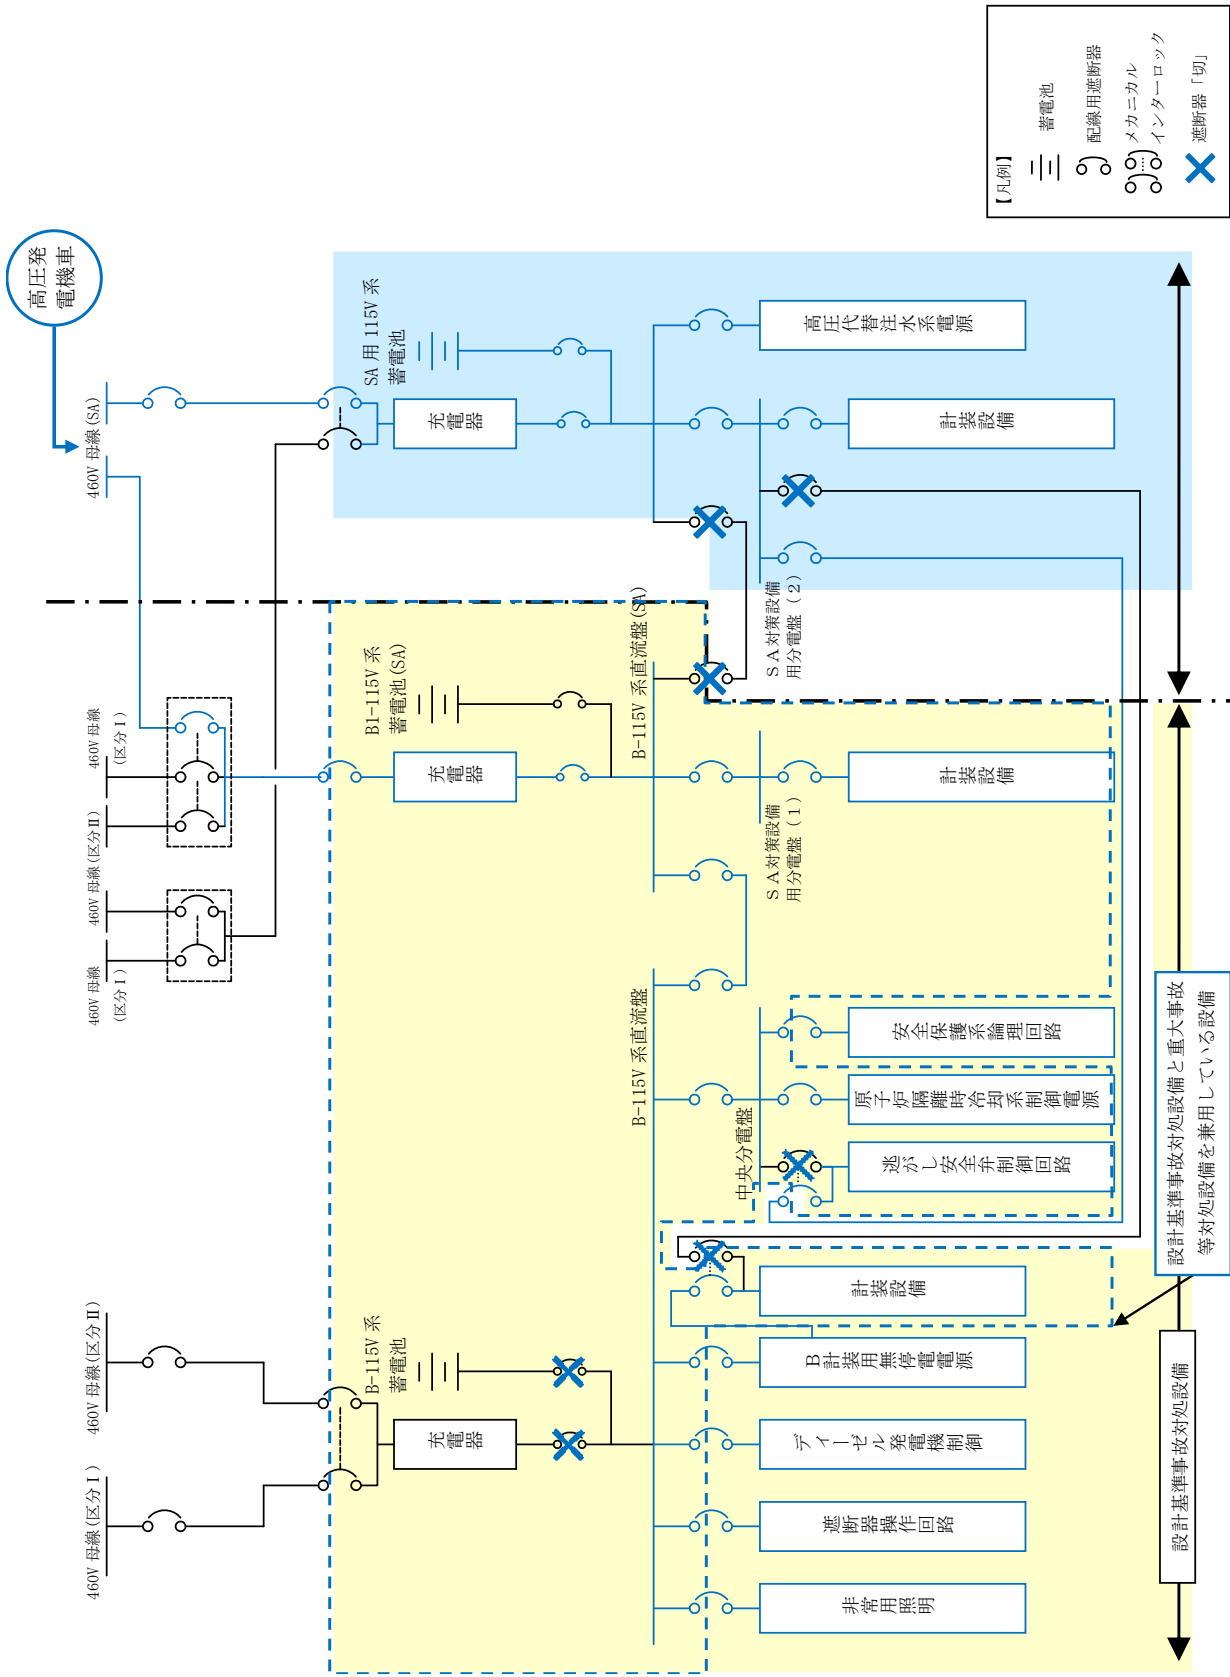 【凡例】
蓄電池
配線用遮断器
メカニカル
インターロック
遮断器「切」
高圧発
電機車
460V 母線(SA)
SA 用 115V 系
蓄電池
充電器
高圧代替注水系電源
計装設備
SA対策設備
用分電盤(2)
460V 母線
(区分Ⅰ)
460V 母線(区分Ⅱ)
460V 母線(区分Ⅱ)
460V 母線
(区分Ⅰ)
B1-115V 系
蓄電池(SA)
充電器
B-115V 系直流盤(SA)
SA対策設備
用分電盤(1)
計装設備
B-115V 系直流盤
中央分電盤
安全保護系論理回路
原子炉隔離時冷却系制御電源
逃がし安全弁制御回路
計装設備
460V 母線(区分Ⅱ)
460V 母線(区分Ⅰ)
B-115V 系
蓄電池
充電器
B計装用無停電電源
ディーゼル発電機制御
遮断器操作回路
非常用照明
設計基準事故対処設備と重大事故
等対処設備を兼用している設備
設計基準事故対処設備